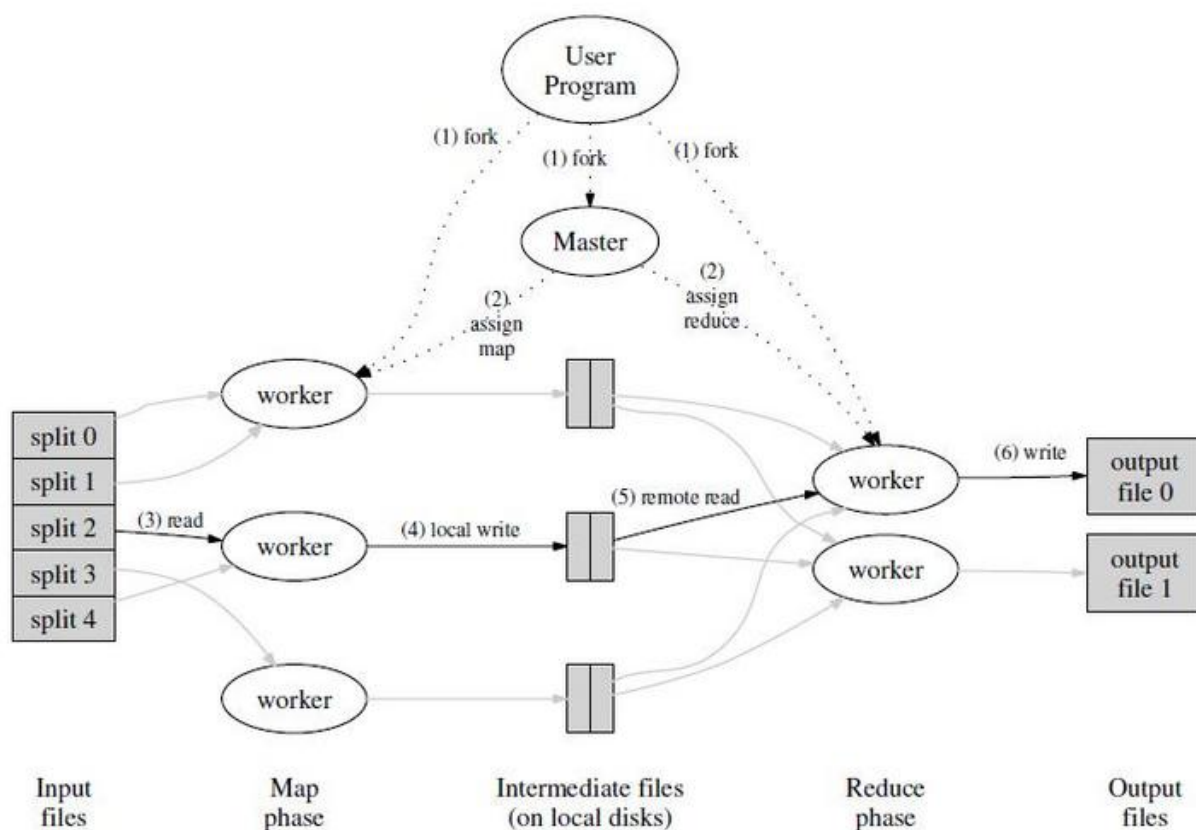 User
Program
(1) fork
(1) fork
(1) fork
Master
(2)
assign
map
(2)
assign
reduce
worker
split 0
split 1
split 2
split 3
split 4
(3) read
worker
(4) local write
worker
(5) remote read
worker
(6) write
output
file 0
worker
output
file 1
Input
files
Map
phase
Intermediate files
(on local disks)
Reduce
phase
Output
files